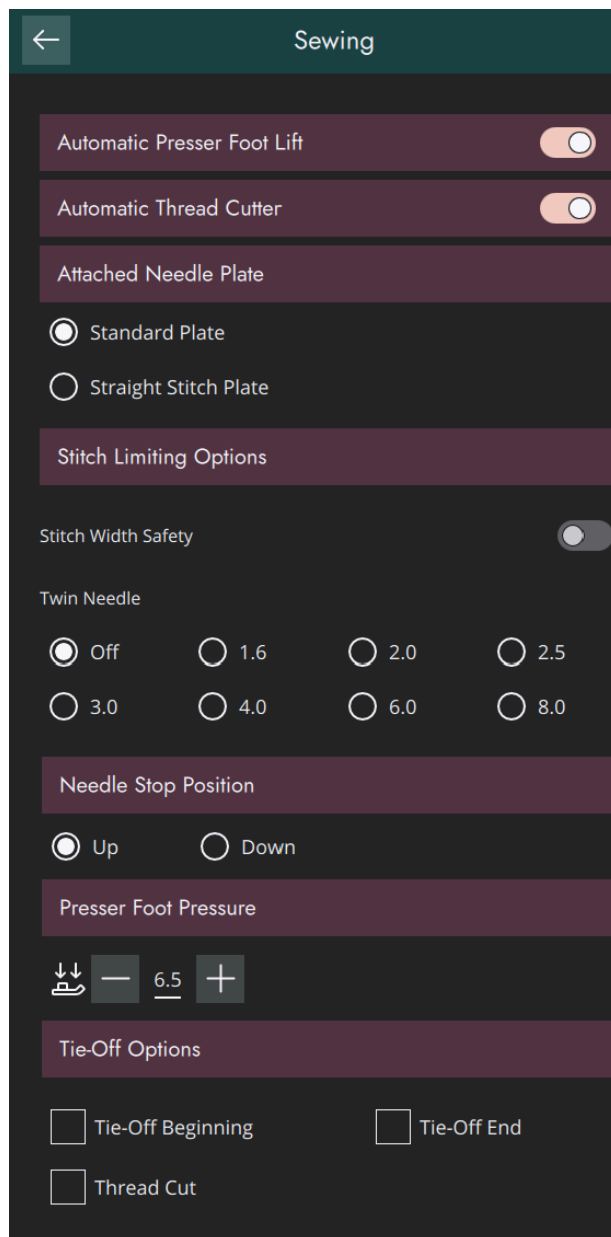 Sewing
Automatic Presser Foot Lift
Automatic Thread Cutter
Attached Needle Plate
Standard Plate
Straight Stitch Plate
Stitch Limiting Options
Stitch Width Safety
Twin Needle
Off 1.6 2.0 2.5
3.0 4.0 6.0 8.0
Needle Stop Position
Up Down
Presser Foot Pressure
6.5
Tie-Off Options
Tie-Off Beginning Tie-Off End
Thread Cut